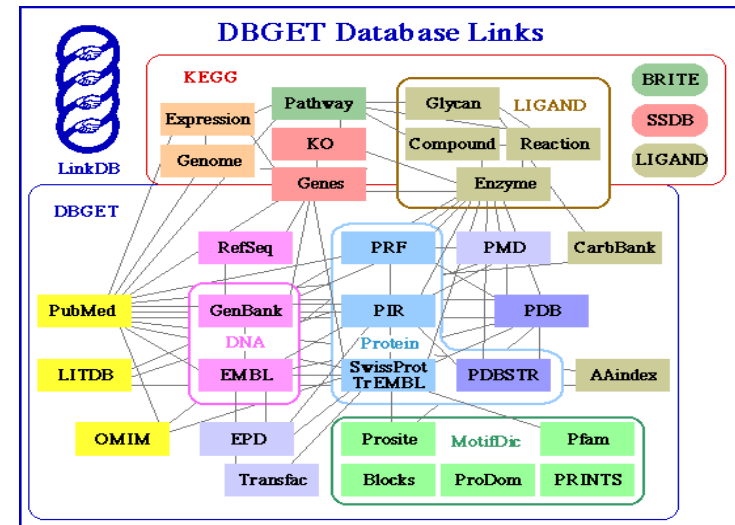 DBGET Database Links
KEGG
BRITE
Pathway
Glycan
LIGAND
Expression
SSDB
KO
Compound
Reaction
Genome
LIGAND
LinkDB
Genes
Enzyme
DBGET
RefSeq
PRF
PMD
CarbBank
PubMed
GenBank
PIR
PDB
DNA
Protein
LITDB
EMBL
SwissProt
TrEMBL
PDBSTR
AAindex
OMIM
EPD
Prosite
MotifDic
Pfam
Transfac
Blocks
ProDom
PRINTS